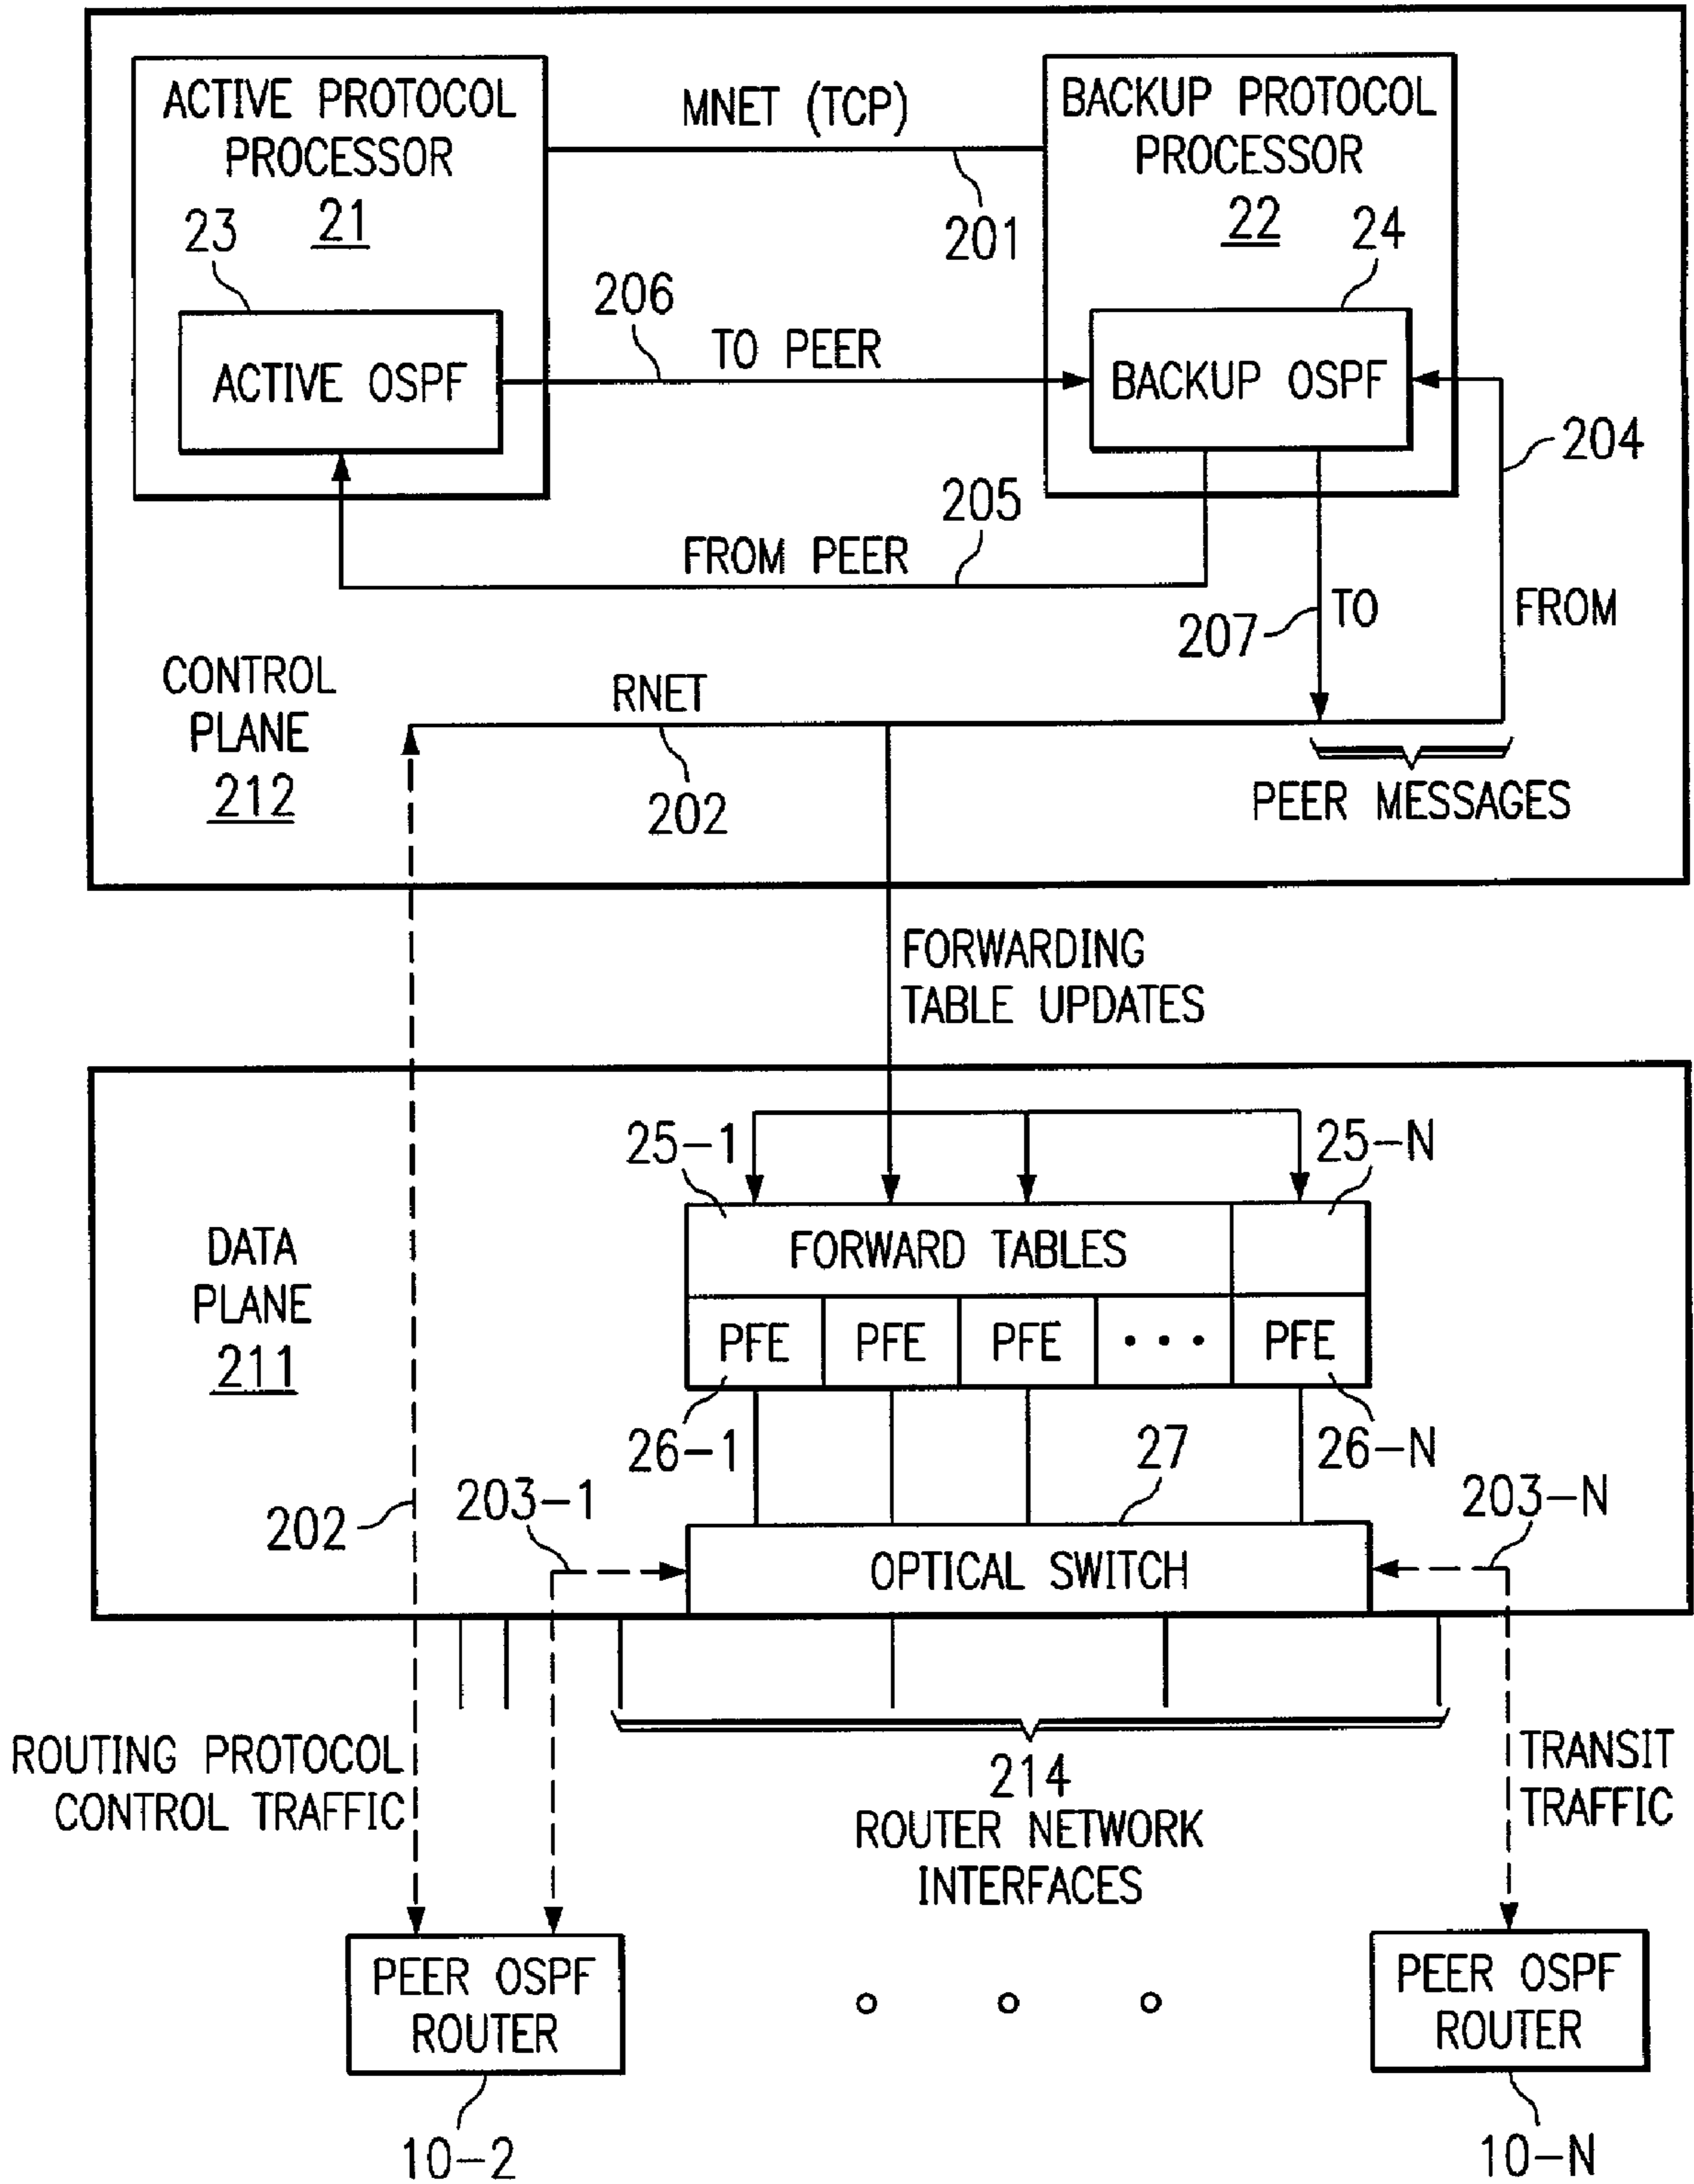 ACTIVE PROTOCOL
PROCESSOR
21
MNET (TCP)
201
BACKUP PROTOCOL
PROCESSOR
22
23
24
206
TO PEER
ACTIVE OSPF
BACKUP OSPF
204
205
FROM PEER
207
TO
FROM
CONTROL
PLANE
212
RNET
202
PEER MESSAGES
FORWARDING
TABLE UPDATES
25-1
25-N
DATA
PLANE
211
FORWARD TABLES
PFE PFE PFE • • • PFE
26-1
27
26-N
202
203-1
203-N
OPTICAL SWITCH
ROUTING PROTOCOL
CONTROL TRAFFIC
214
ROUTER NETWORK
INTERFACES
TRANSIT
TRAFFIC
PEER OSPF
ROUTER
PEER OSPF
ROUTER
10-2
10-N